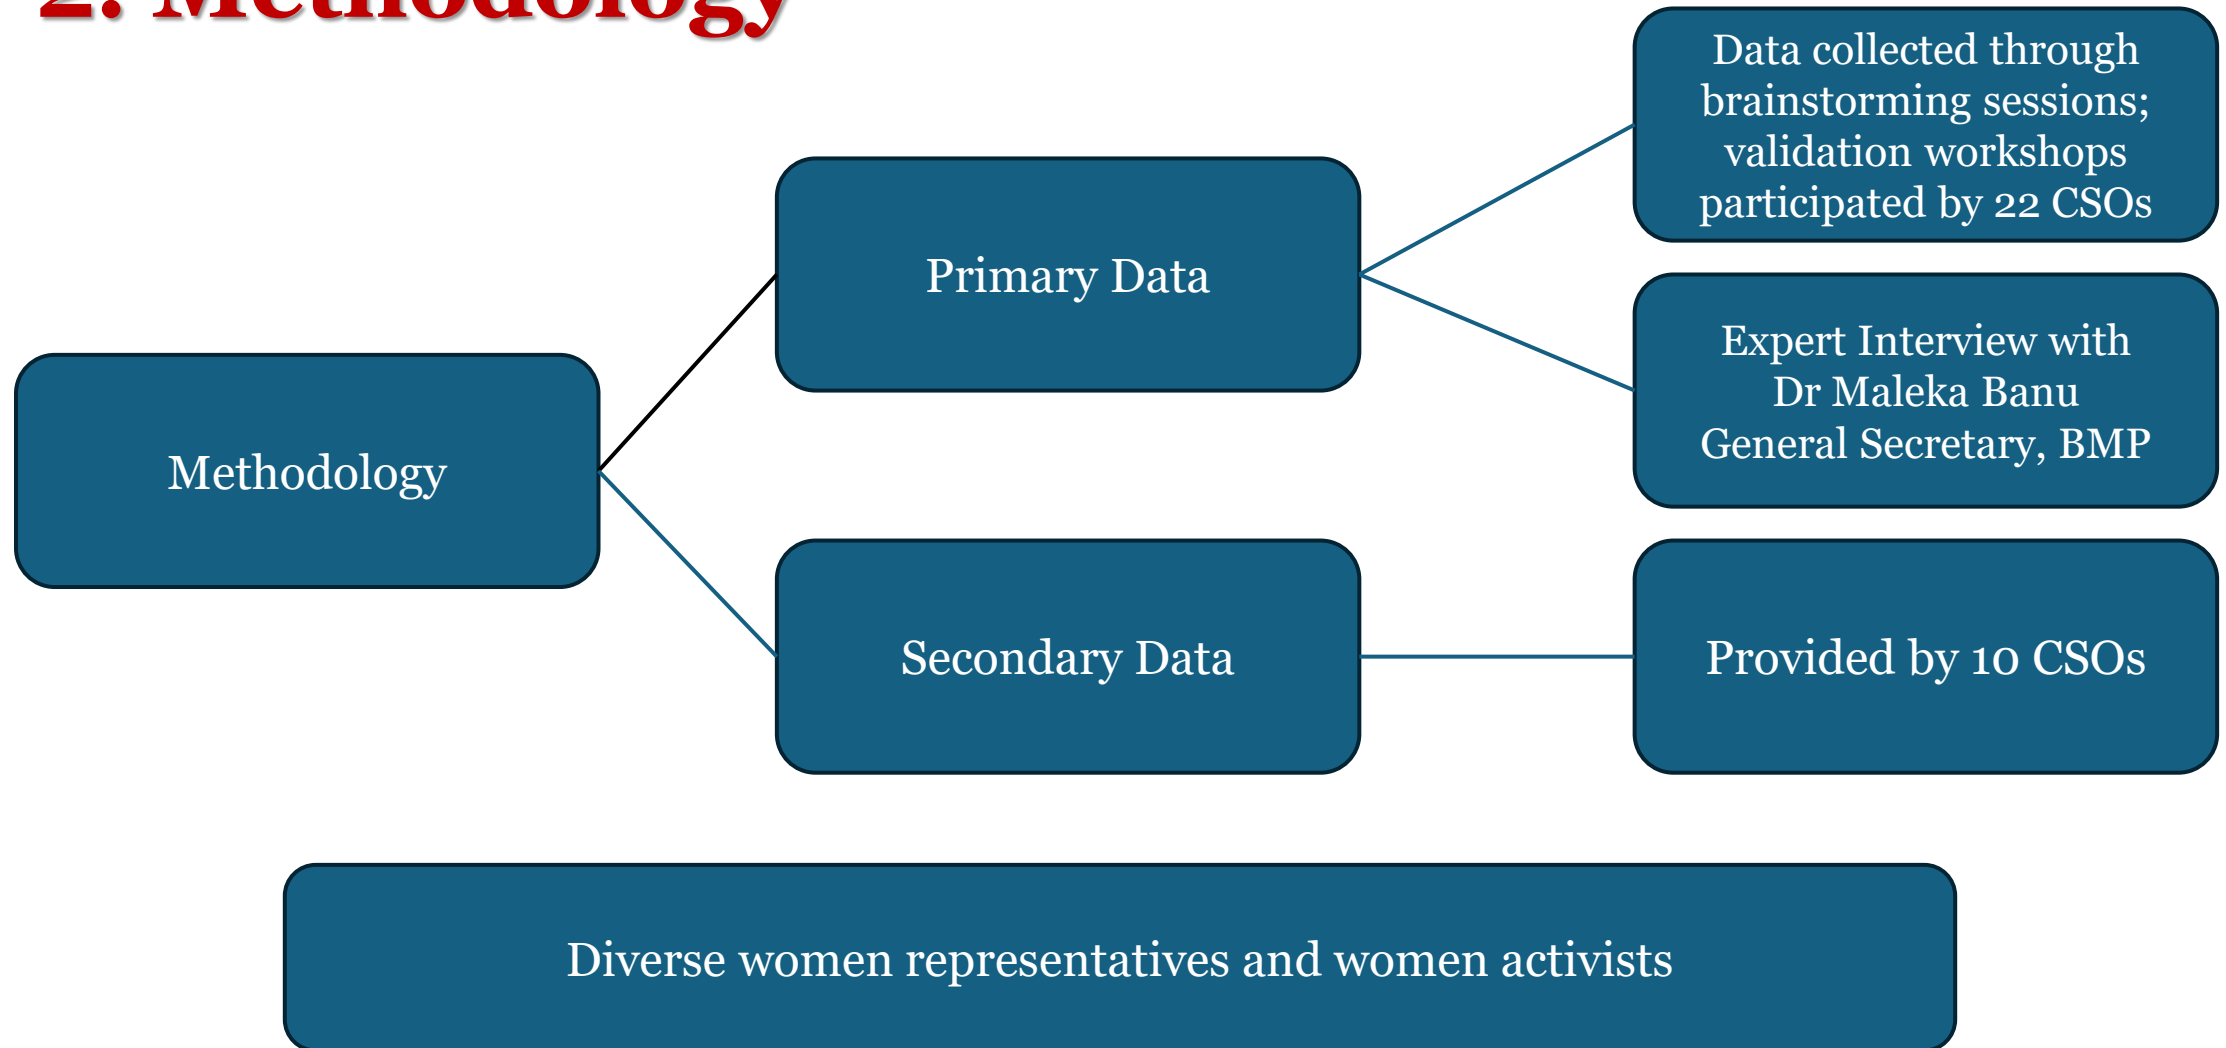 2. Methodology
Methodology
Primary Data
Data collected through
brainstorming sessions;
validation workshops
participated by 22 CSOs
Expert Interview with
Dr Maleka Banu
General Secretary, BMP
Secondary Data
Provided by 10 CSOs
Diverse women representatives and women activists